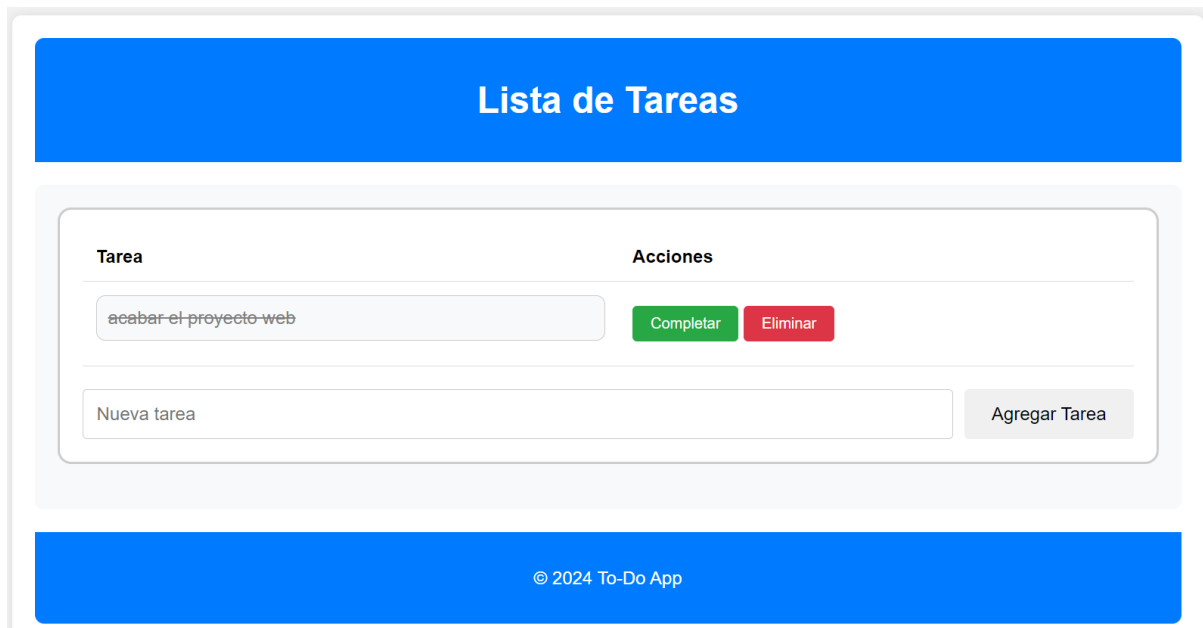 Lista de Tareas
Tarea Acciones
acabar el proyecto web Completar Eliminar
Nueva tarea Agregar Tarea
© 2024 To-Do App